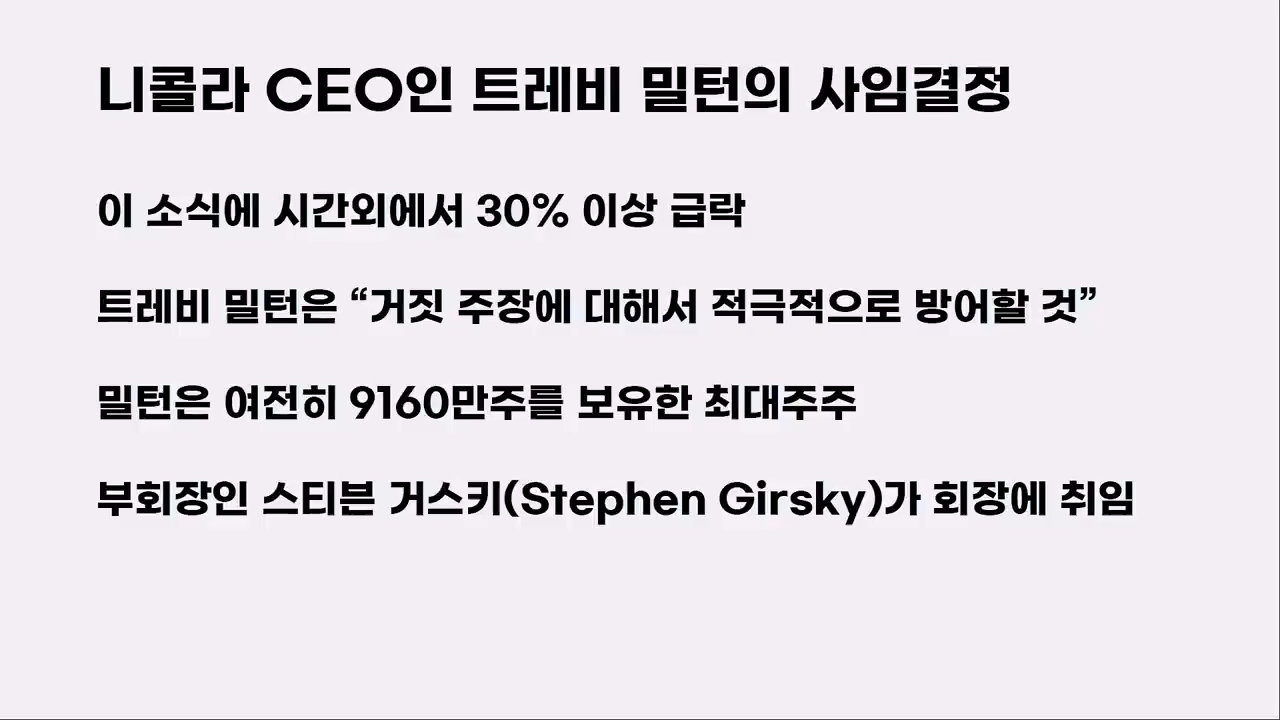 니콜라 CEO인 트레비 밀턴의 사임결정
이 소식에 시간외에서 30% 이상 급락
트레비 밀턴은 “거짓 주장에 대해서 적극적으로 방어할 것”
밀턴은 여전히 9160만주를 보유한 최대주주
부회장인 스티븐 거스키(Stephen Girsky)가 회장에 취임